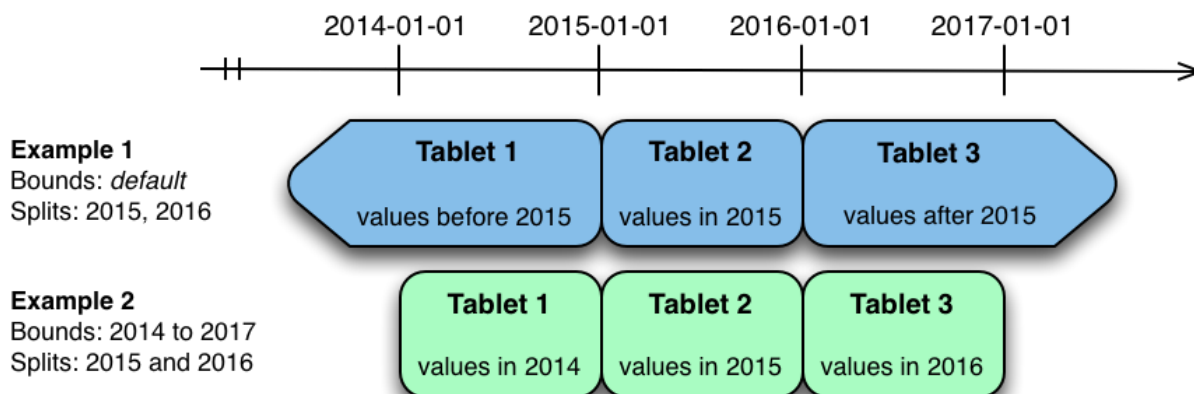 2014-01-01 2015-01-01 2016-01-01 2017-01-01
Example 1
Bounds: default
Splits: 2015, 2016
Tablet 1 Tablet 2 Tablet 3
values before 2015 values in 2015 values after 2015
Example 2
Bounds: 2014 to 2017
Splits: 2015 and 2016
Tablet 1 Tablet 2 Tablet 3
values in 2014 values in 2015 values in 2016